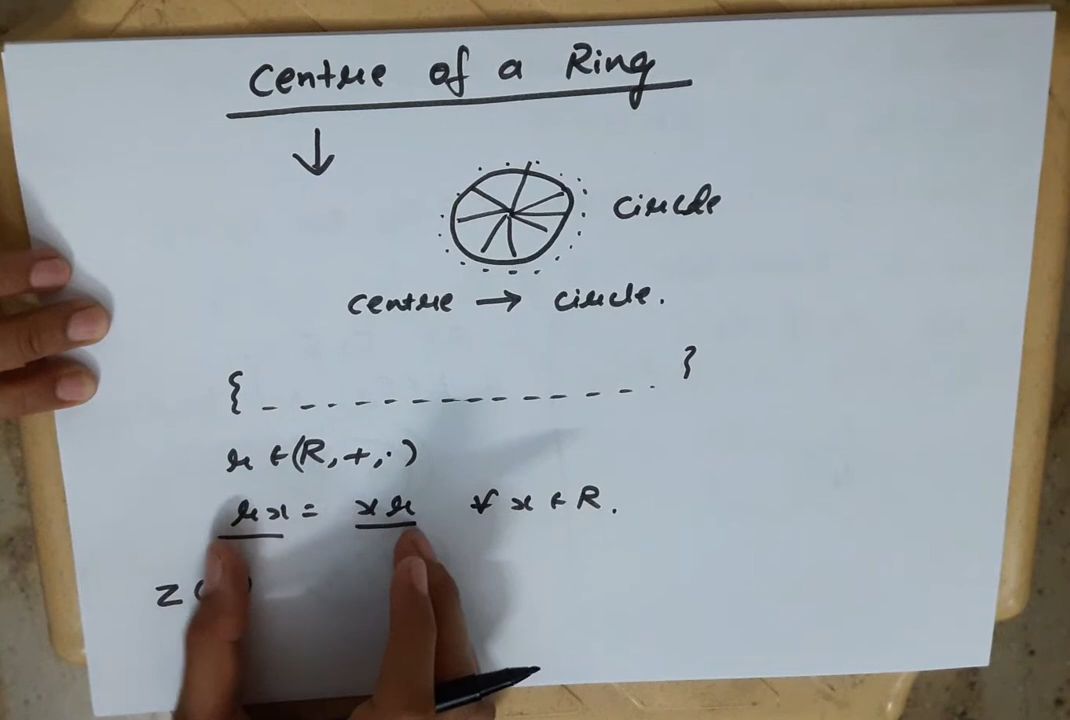 Centre of a Ring
↓
circle
centre → circle.
{ - - - - - - - - - - - - - - - }
r ∈ (R, +, ·)
rx = xr ∀ x ∈ R.
Z( )